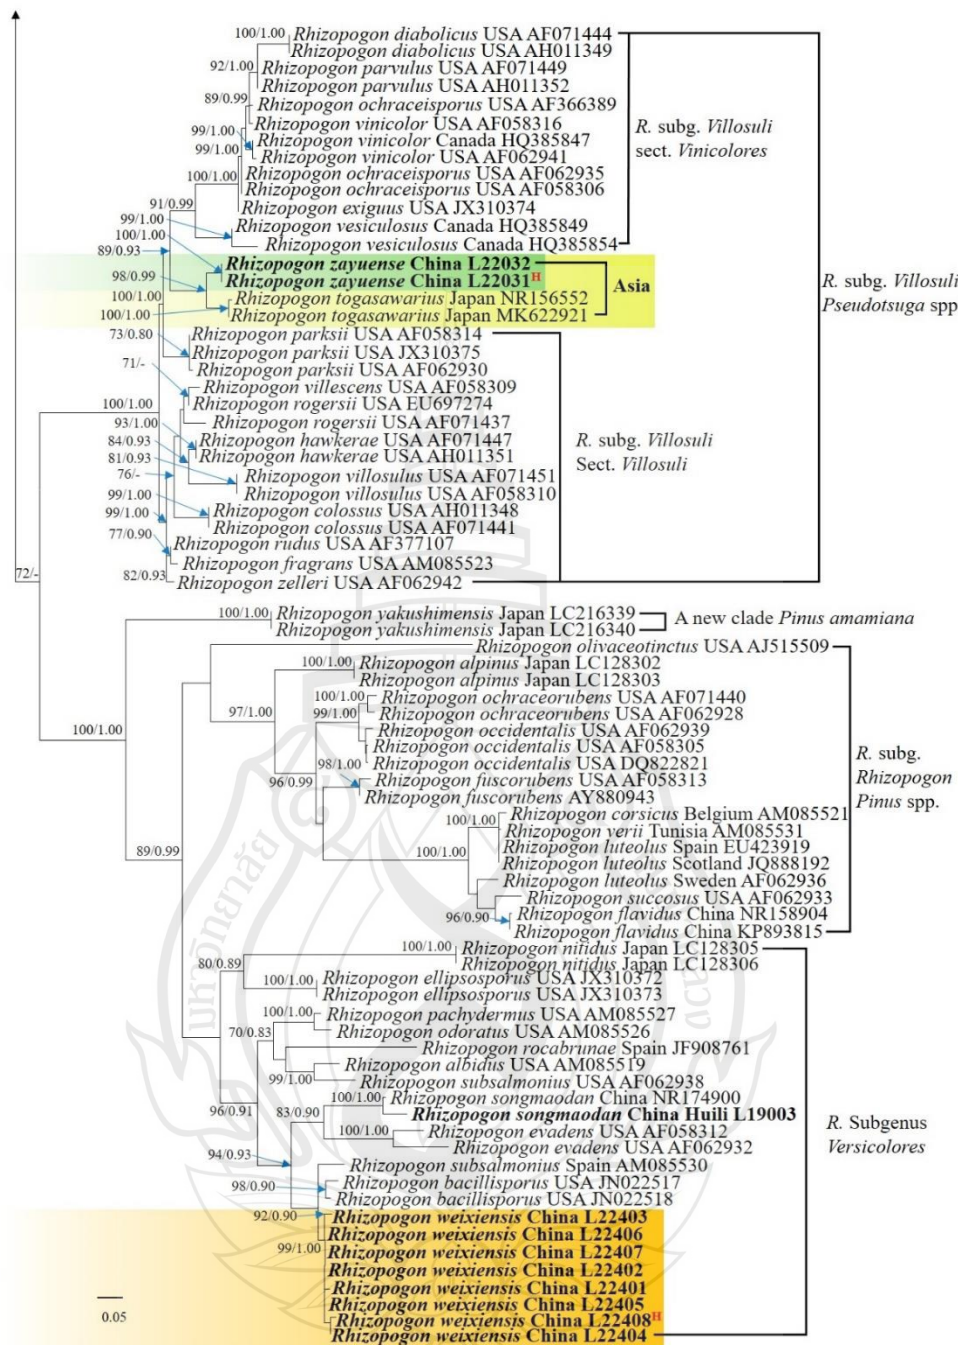 100/1.00 Rhizopogon diabolicus USA AF071444
Rhizopogon diabolicus USA AH011349
92/1.00 Rhizopogon parvulus USA AF071449
Rhizopogon parvulus USA AH011352
89/0.99
Rhizopogon ochraceisporus USA AF366389
Rhizopogon vinicolor USA AF058316
99/1.00 Rhizopogon vinicolor Canada HQ385847
99/1.00 Rhizopogon vinicolor USA AF062941
Rhizopogon ochraceisporus USA AF062935
100/1.00 Rhizopogon ochraceisporus USA AF058306
Rhizopogon exiguus USA JX310374
91/0.99
99/1.00 Rhizopogon vesiculosus Canada HQ385849
100/1.00
89/0.93 Rhizopogon vesiculosus Canada HQ385854
R. subg. Villosuli
sect. Vinicolores
Rhizopogon zayuense China L22032
98/0.99 Rhizopogon zayuense China L22031H
Asia
100/1.00 Rhizopogon togasawarius Japan NR156552
100/1.00 Rhizopogon togasawarius Japan MK622921
R. subg. Villosuli
Pseudotsuga spp
73/0.80 Rhizopogon parksii USA AF058314
Rhizopogon parksii USA JX310375
71/- Rhizopogon parksii USA AF062930
Rhizopogon villescens USA AF058309
100/1.00 Rhizopogon rogersii USA EU697274
93/1.00 Rhizopogon rogersii USA AF071437
84/0.93 Rhizopogon hawkerae USA AF071447
81/0.93 Rhizopogon hawkerae USA AH011351
76/- Rhizopogon villosulus USA AF071451
99/1.00 Rhizopogon villosulus USA AF058310
99/1.00 Rhizopogon colossus USA AH011348
Rhizopogon colossus USA AF071441
77/0.90 Rhizopogon rudus USA AF377107
Rhizopogon fragrans USA AM085523
72/- 82/0.93 Rhizopogon zelleri USA AF062942
R. subg. Villosuli
Sect. Villosuli
100/1.00 Rhizopogon yakushimensis Japan LC216339
Rhizopogon yakushimensis Japan LC216340
A new clade Pinus amamiana
Rhizopogon olivaceotinctus USA AJ515509
100/1.00 Rhizopogon alpinus Japan LC128302
Rhizopogon alpinus Japan LC128303
100/1.00 Rhizopogon ochraceorubens USA AF071440
97/1.00 99/1.00 Rhizopogon ochraceorubens USA AF062928
100/1.00 Rhizopogon occidentalis USA AF062939
Rhizopogon occidentalis USA AF058305
98/1.00 Rhizopogon occidentalis USA DQ822821
96/0.99 Rhizopogon fuscorubens USA AF058313
Rhizopogon fuscorubens AY880943
R. subg.
Rhizopogon
Pinus spp.
100/1.00 Rhizopogon corsicus Belgium AM085521
Rhizopogon verii Tunisia AM085531
100/1.00 Rhizopogon luteolus Spain EU423919
89/0.99 Rhizopogon luteolus Scotland JQ888192
Rhizopogon luteolus Sweden AF062936
Rhizopogon succosus USA AF062933
96/0.90 Rhizopogon flavidus China NR158904
Rhizopogon flavidus China KP893815
100/1.00 Rhizopogon nitidus Japan LC128305
80/0.89 Rhizopogon nitidus Japan LC128306
100/1.00 Rhizopogon ellipsosporus USA JX310372
Rhizopogon ellipsosporus USA JX310373
100/1.00 Rhizopogon pachydermus USA AM085527
70/0.83 Rhizopogon odoratus USA AM085526
Rhizopogon rocabrunae Spain JF908761
Rhizopogon albidus USA AM085519
99/1.00 Rhizopogon subsalmonius USA AF062938
100/1.00 Rhizopogon songmaodan China NR174900
96/0.91 83/0.90 Rhizopogon songmaodan China Huili L19003
100/1.00 Rhizopogon evadens USA AF058312
Rhizopogon evadens USA AF062932
94/0.93
Rhizopogon subsalmonius Spain AM085530
98/0.90 Rhizopogon bacillisporus USA JN022517
Rhizopogon bacillisporus USA JN022518
R. Subgenus
Versicolores
92/0.90 Rhizopogon weixiensis China L22403
Rhizopogon weixiensis China L22406
99/1.00 Rhizopogon weixiensis China L22407
Rhizopogon weixiensis China L22402
Rhizopogon weixiensis China L22401
Rhizopogon weixiensis China L22405
Rhizopogon weixiensis China L22408H
Rhizopogon weixiensis China L22404
0.05
มหาวิทยาลัย